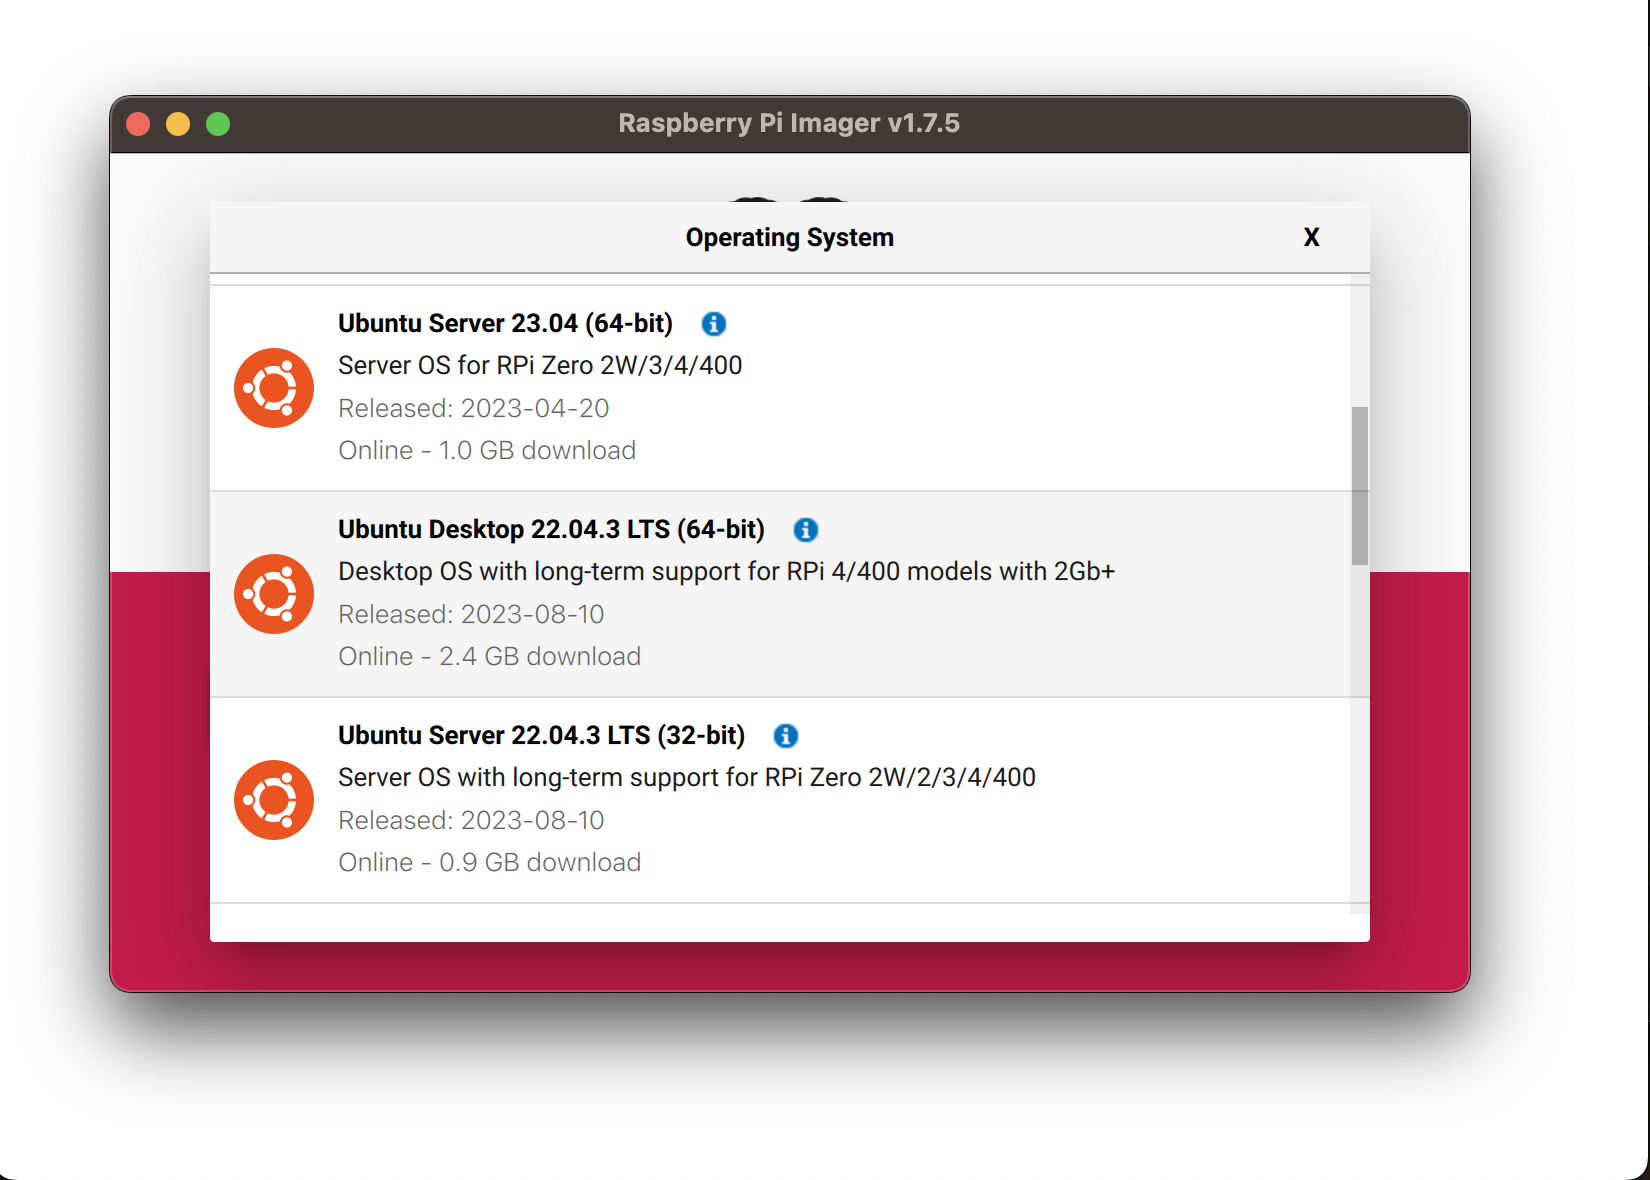 Raspberry Pi Imager v1.7.5
Operating System
X
Ubuntu Server 23.04 (64-bit)
Server OS for RPi Zero 2W/3/4/400
Released: 2023-04-20
Online - 1.0 GB download
Ubuntu Desktop 22.04.3 LTS (64-bit)
Desktop OS with long-term support for RPi 4/400 models with 2Gb+
Released: 2023-08-10
Online - 2.4 GB download
Ubuntu Server 22.04.3 LTS (32-bit)
Server OS with long-term support for RPi Zero 2W/2/3/4/400
Released: 2023-08-10
Online - 0.9 GB download